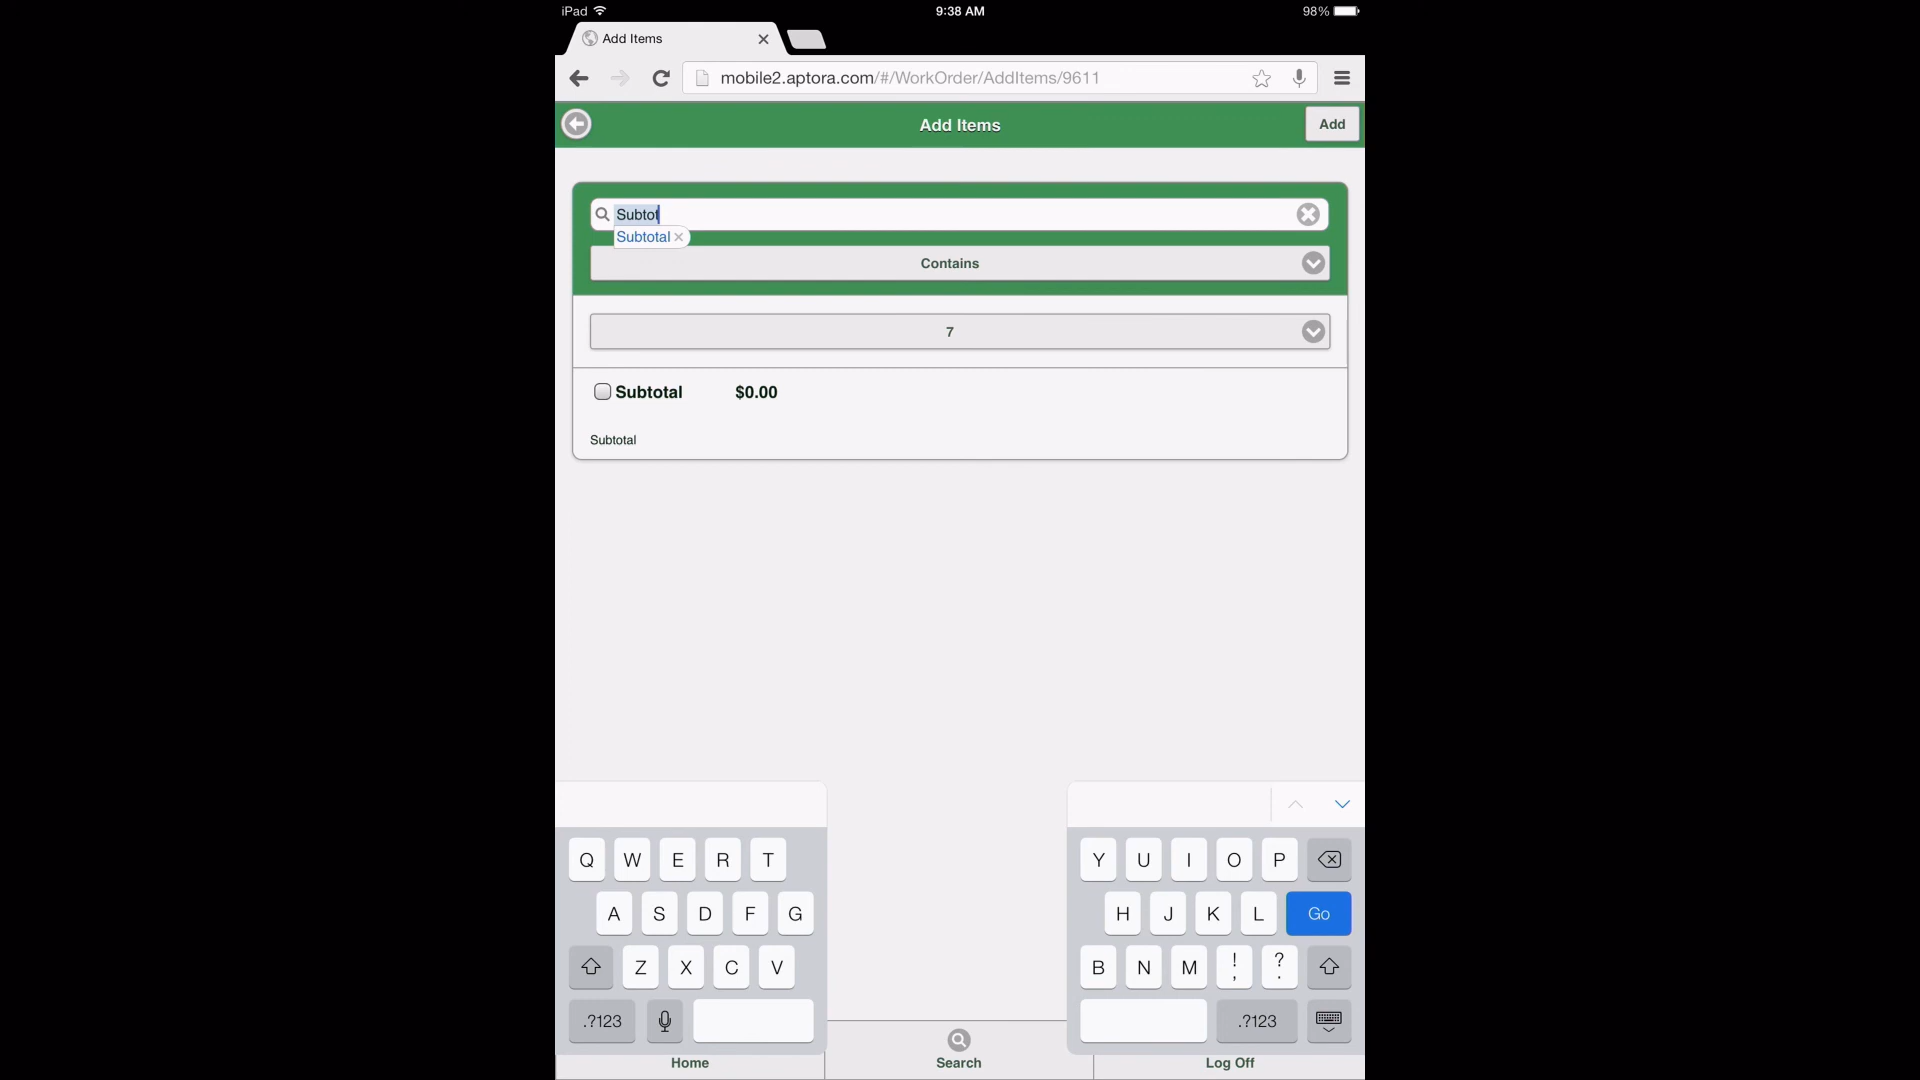 iPad 9:38 AM 98%
Add Items
mobile2.aptora.com/#/WorkOrder/AddItems/9611
Add Items Add
Subtot
Subtotal ×
Contains
7
Subtotal $0.00
Subtotal
Q W E R T Y U I O P
A S D F G H J K L Go
Z X C V B N M ! , ? .
.?123 .?123
Home Search Log Off